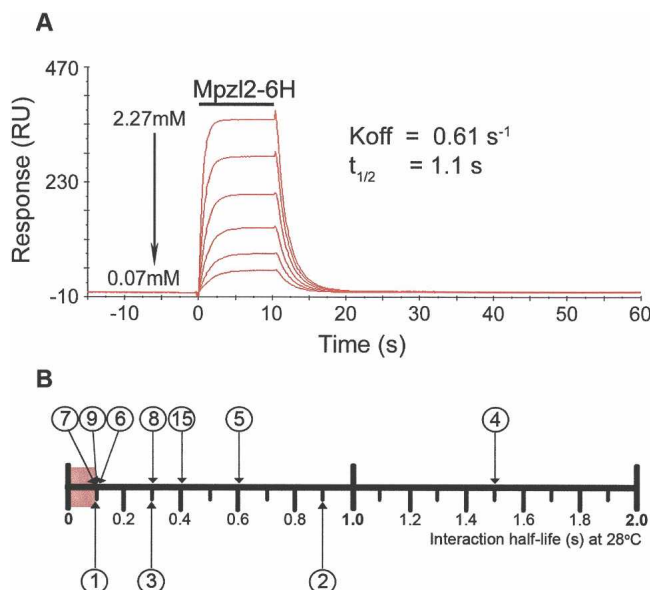 A
470
230
-10
Response (RU)
Mpzl2-6H
2.27mM
0.07mM
Koff = 0.61 s-1
t1/2 = 1.1 s
-10 0 10 20 30 40 50 60
Time (s)
B
7 9 6 8 15 5 4
0 0.2 0.4 0.6 0.8 1.0 1.2 1.4 1.6 1.8 2.0
Interaction half-life (s) at 28°C
1 3 2